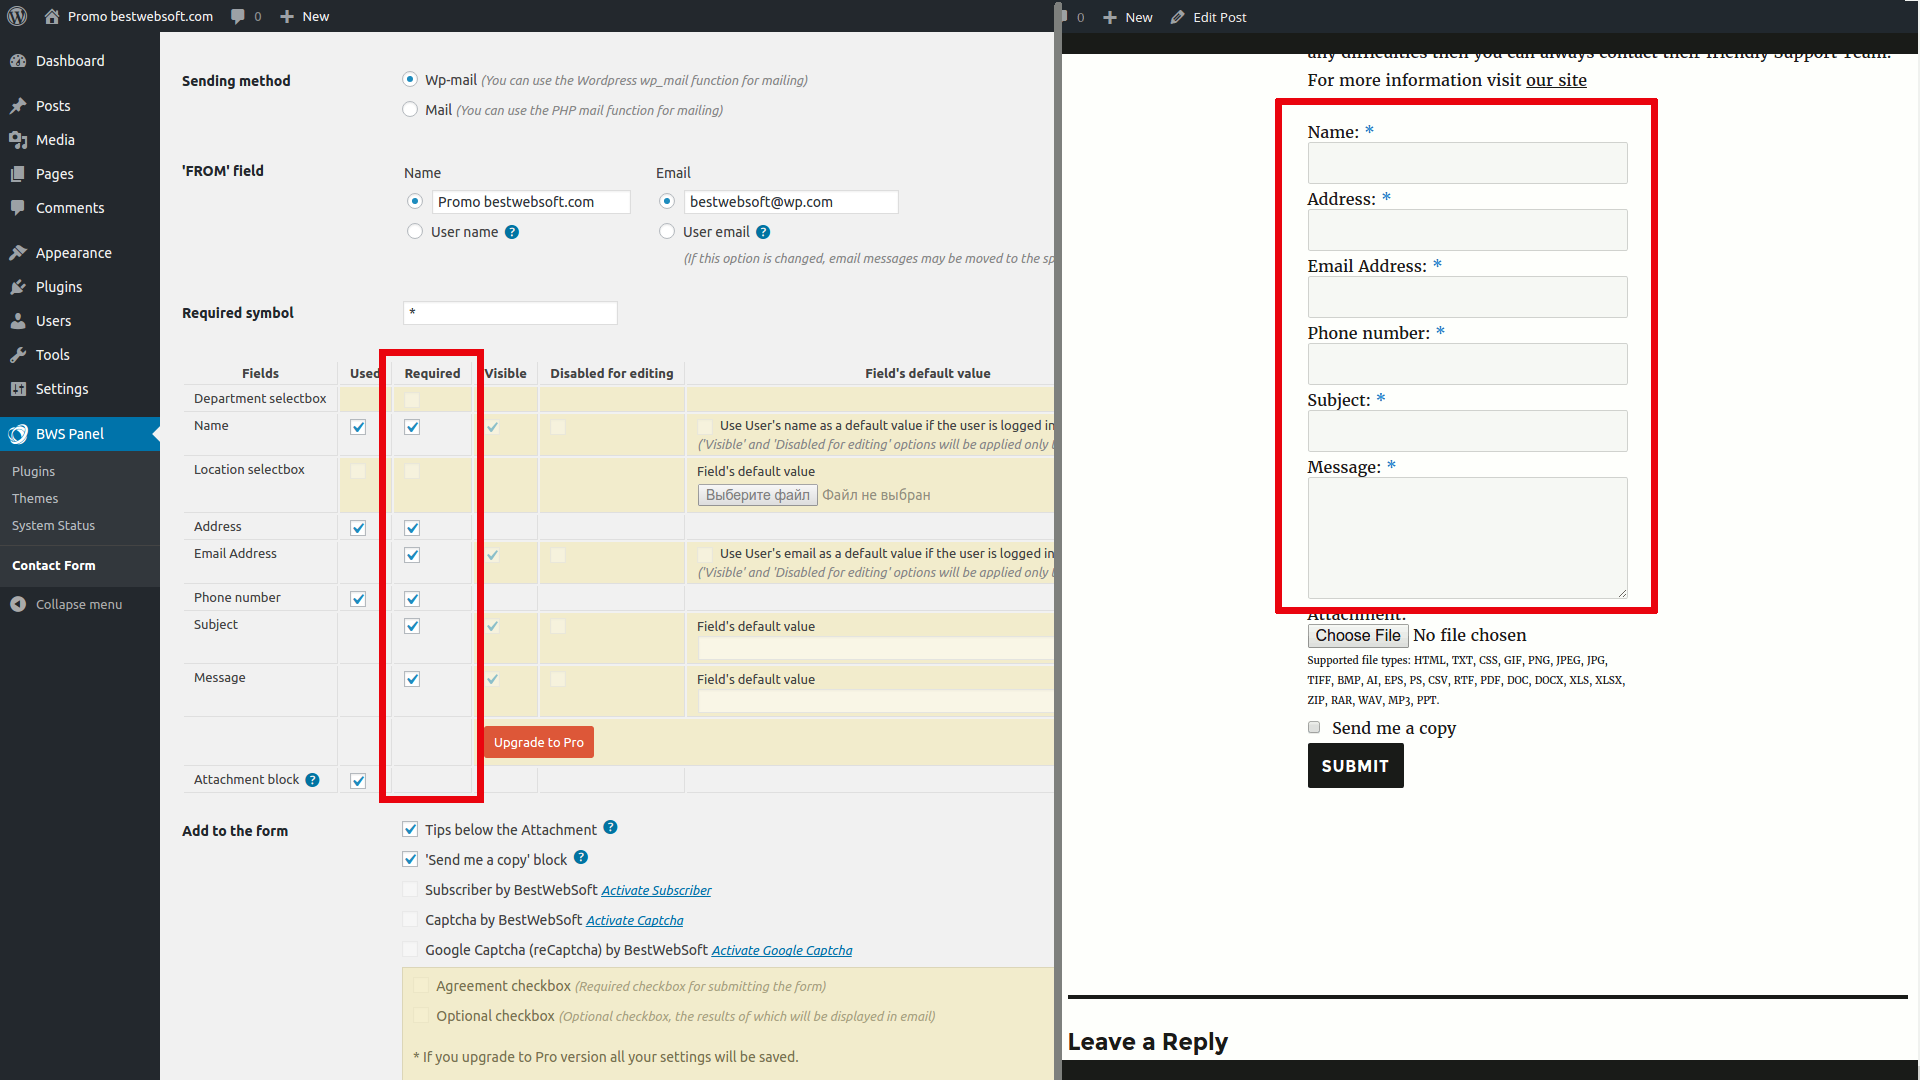 Promo bestwebsoft.com 0 New
Dashboard
Posts
Media
Pages
Comments
Appearance
Plugins
Users
Tools
Settings
BWS Panel
Plugins
Themes
System Status
Contact Form
Collapse menu
Sending method
Wp-mail (You can use the Wordpress wp_mail function for mailing)
Mail (You can use the PHP mail function for mailing)
'FROM' field
Name Email
Promo bestwebsoft.com bestwebsoft@wp.com
User name ? User email ?
(If this option is changed, email messages may be moved to the sp
Required symbol *
Fields Used Required Visible Disabled for editing Field's default value
Department selectbox
Name Use User's name as a default value if the user is logged in
('Visible' and 'Disabled for editing' options will be applied only
Location selectbox Field's default value
Выберите файл Файл не выбран
Address
Email Address Use User's email as a default value if the user is logged in
('Visible' and 'Disabled for editing' options will be applied only
Phone number
Subject Field's default value
Message Field's default value
Upgrade to Pro
Attachment block ?
Add to the form
Tips below the Attachment ?
'Send me a copy' block ?
Subscriber by BestWebSoft Activate Subscriber
Captcha by BestWebSoft Activate Captcha
Google Captcha (reCaptcha) by BestWebSoft Activate Google Captcha
Agreement checkbox (Required checkbox for submitting the form)
Optional checkbox (Optional checkbox, the results of which will be displayed in email)
* If you upgrade to Pro version all your settings will be saved.
0 New Edit Post
any difficulties then you can always contact their friendly Support Team.
For more information visit our site
Name: *
Address: *
Email Address: *
Phone number: *
Subject: *
Message: *
Attachment:
Choose File No file chosen
Supported file types: HTML, TXT, CSS, GIF, PNG, JPEG, JPG,
TIFF, BMP, AI, EPS, PS, CSV, RTF, PDF, DOC, DOCX, XLS, XLSX,
ZIP, RAR, WAV, MP3, PPT.
Send me a copy
SUBMIT
Leave a Reply